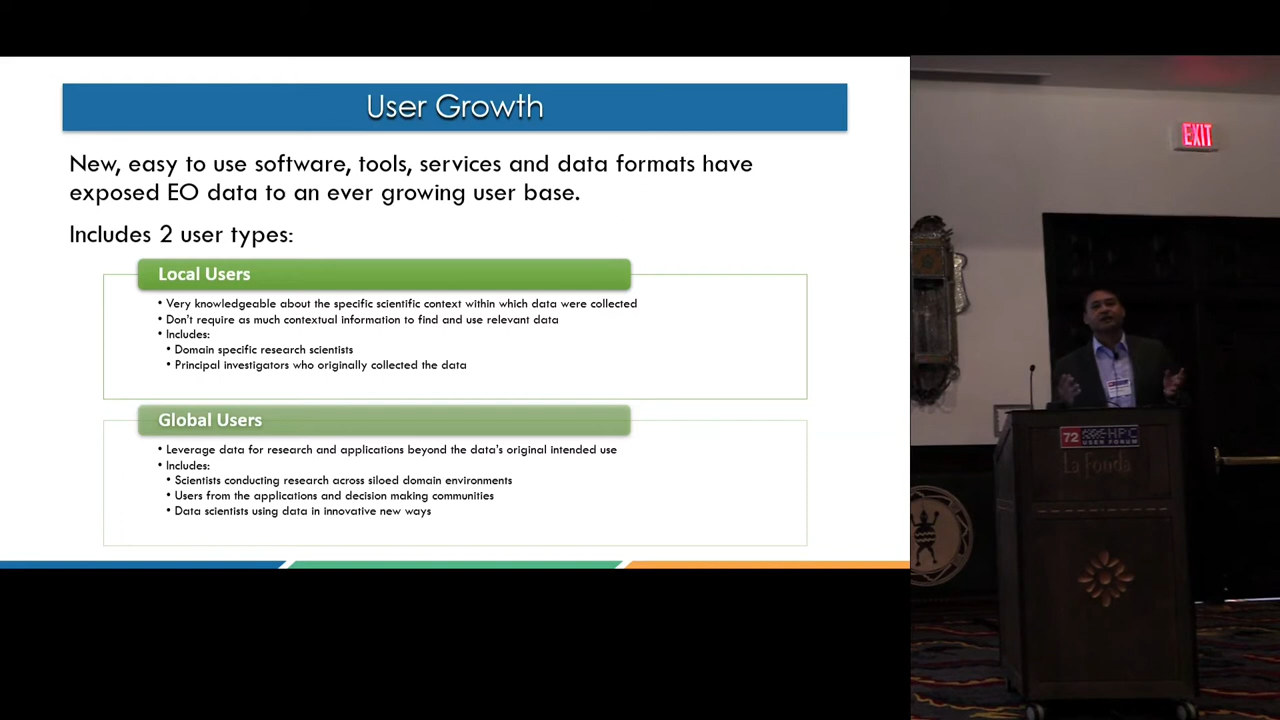 User Growth
New, easy to use software, tools, services and data formats have
exposed EO data to an ever growing user base.
Includes 2 user types:
Local Users
• Very knowledgeable about the specific scientific context within which data were collected
• Don't require as much contextual information to find and use relevant data
• Includes:
• Domain specific research scientists
• Principal investigators who originally collected the data
Global Users
• Leverage data for research and applications beyond the data's original intended use
• Includes:
• Scientists conducting research across siloed domain environments
• Users from the applications and decision making communities
• Data scientists using data in innovative new ways
EXIT
72 HPC
USER FORUM
La Fonda